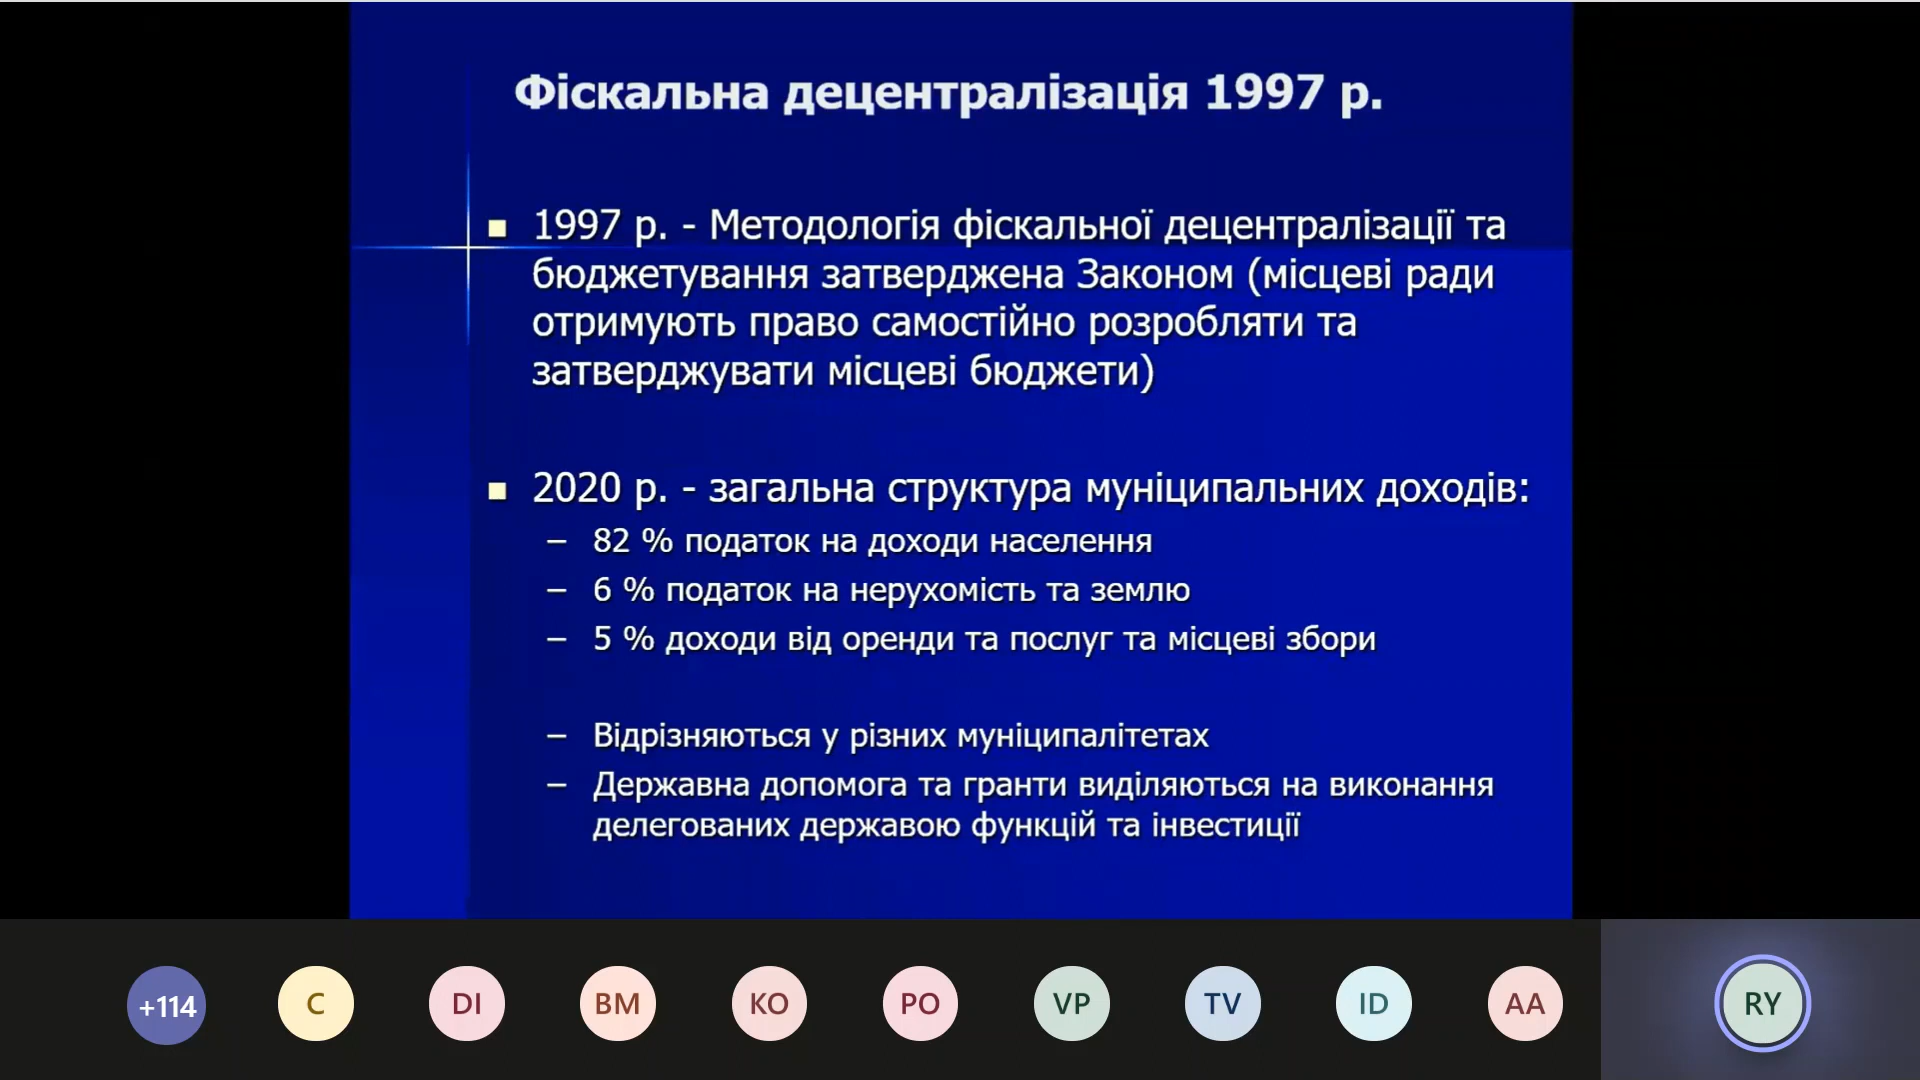 Фіскальна децентралізація 1997 р.
1997 р. - Методологія фіскальної децентралізації та
бюджетування затверджена Законом (місцеві ради
отримують право самостійно розробляти та
затверджувати місцеві бюджети)
2020 р. - загальна структура муніципальних доходів:
– 82 % податок на доходи населення
– 6 % податок на нерухомість та землю
– 5 % доходи від оренди та послуг та місцеві збори
– Відрізняються у різних муніципалітетах
– Державна допомога та гранти виділяються на виконання
делегованих державою функцій та інвестиції
+114 C DI BM KO PO VP TV ID AA RY